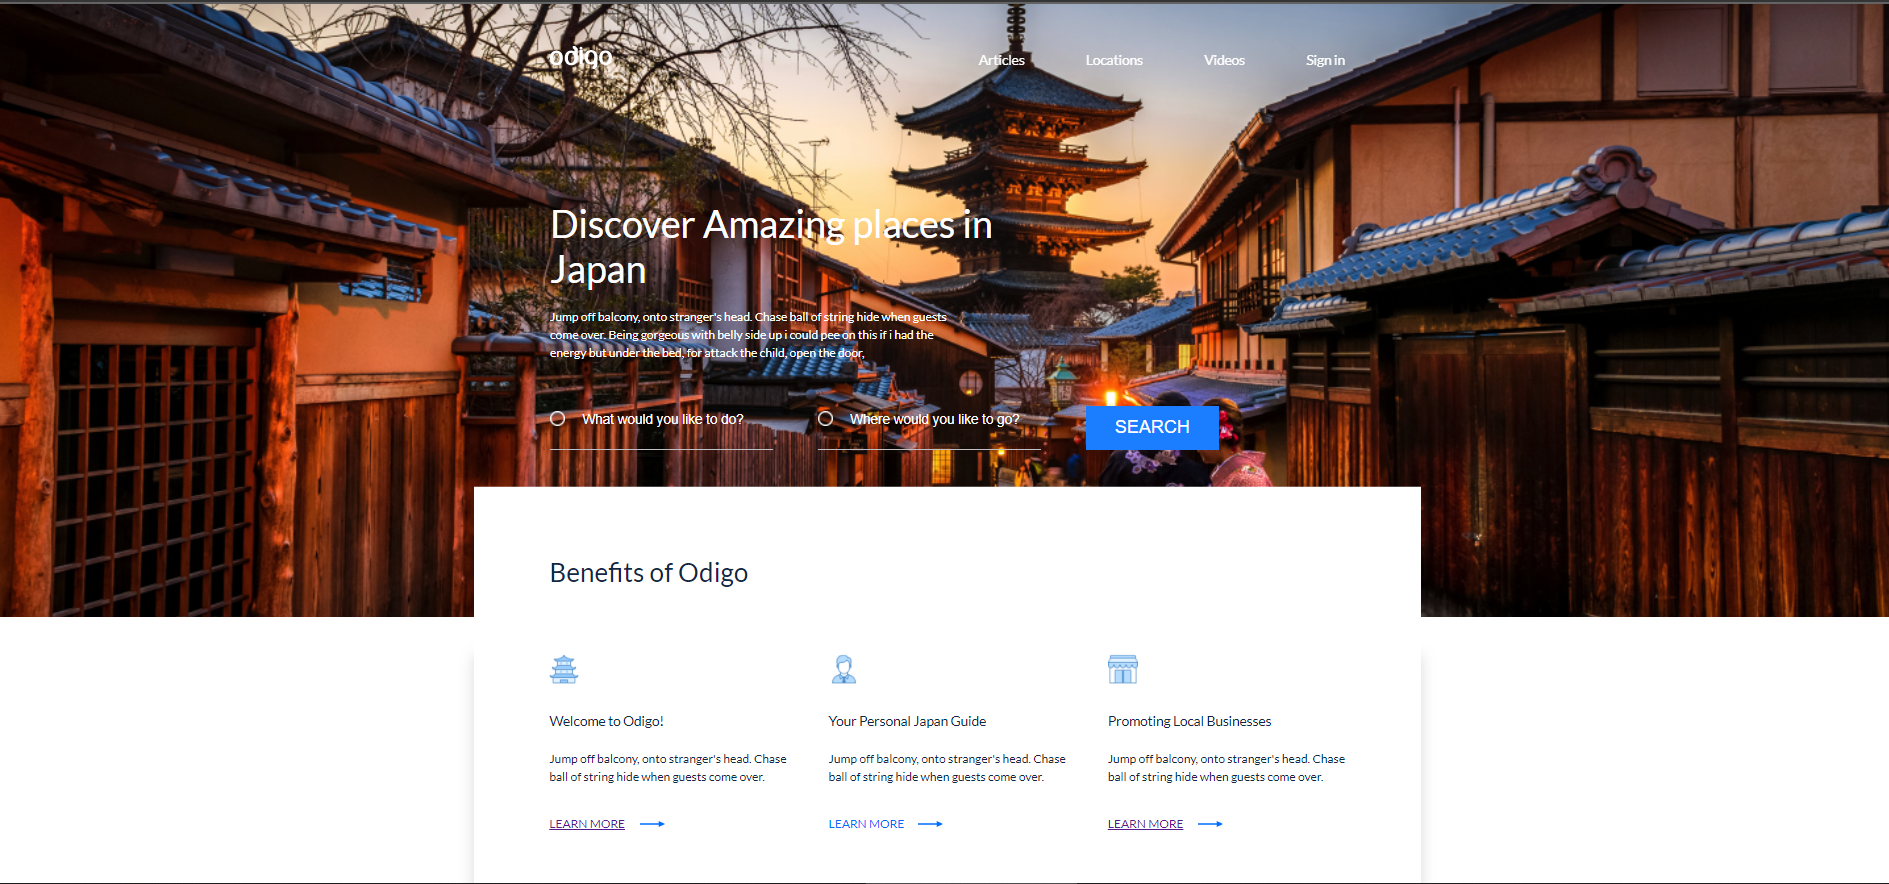 odigo
Articles Locations Videos Sign in
Discover Amazing places in
Japan
Jump off balcony, onto stranger's head. Chase ball of string hide when guests
come over. Being gorgeous with belly side up i could pee on this if i had the
energy but under the bed, for attack the child, open the door,
What would you like to do?
Where would you like to go?
SEARCH
Benefits of Odigo
Welcome to Odigo!
Jump off balcony, onto stranger's head. Chase
ball of string hide when guests come over.
LEARN MORE
Your Personal Japan Guide
Jump off balcony, onto stranger's head. Chase
ball of string hide when guests come over.
LEARN MORE
Promoting Local Businesses
Jump off balcony, onto stranger's head. Chase
ball of string hide when guests come over.
LEARN MORE